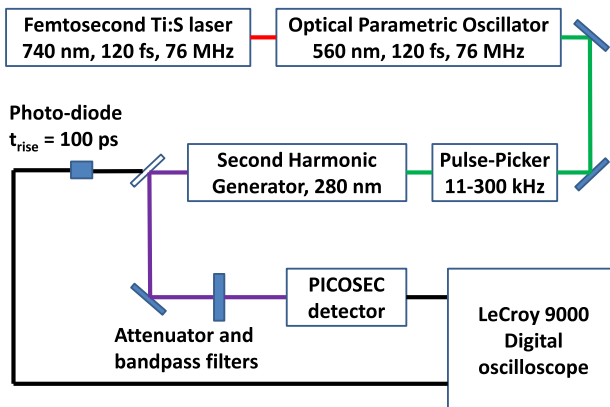 Femtosecond Ti:S laser
740 nm, 120 fs, 76 MHz
Optical Parametric Oscillator
560 nm, 120 fs, 76 MHz
Photo-diode
trise = 100 ps
Second Harmonic
Generator, 280 nm
Pulse-Picker
11-300 kHz
PICOSEC
detector
Attenuator and
bandpass filters
LeCroy 9000
Digital
oscilloscope